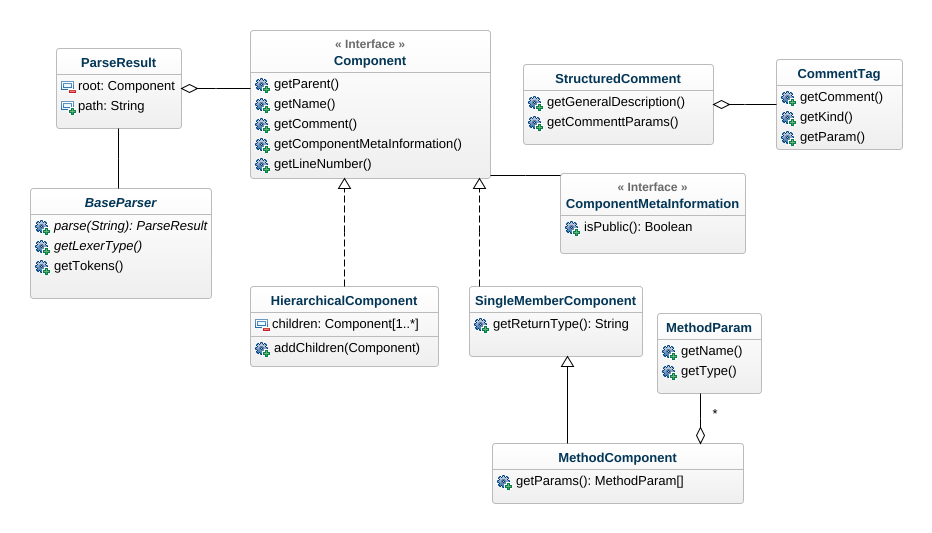 ParseResult
root: Component
path: String
« Interface »
Component
getParent()
getName()
getComment()
getComponentMetaInformation()
getLineNumber()
StructuredComment
getGeneralDescription()
getCommenttParams()
CommentTag
getComment()
getKind()
getParam()
BaseParser
parse(String): ParseResult
getLexerType()
getTokens()
« Interface »
ComponentMetaInformation
isPublic(): Boolean
HierarchicalComponent
children: Component[1..*]
addChildren(Component)
SingleMemberComponent
getReturnType(): String
MethodParam
getName()
getType()
*
MethodComponent
getParams(): MethodParam[]